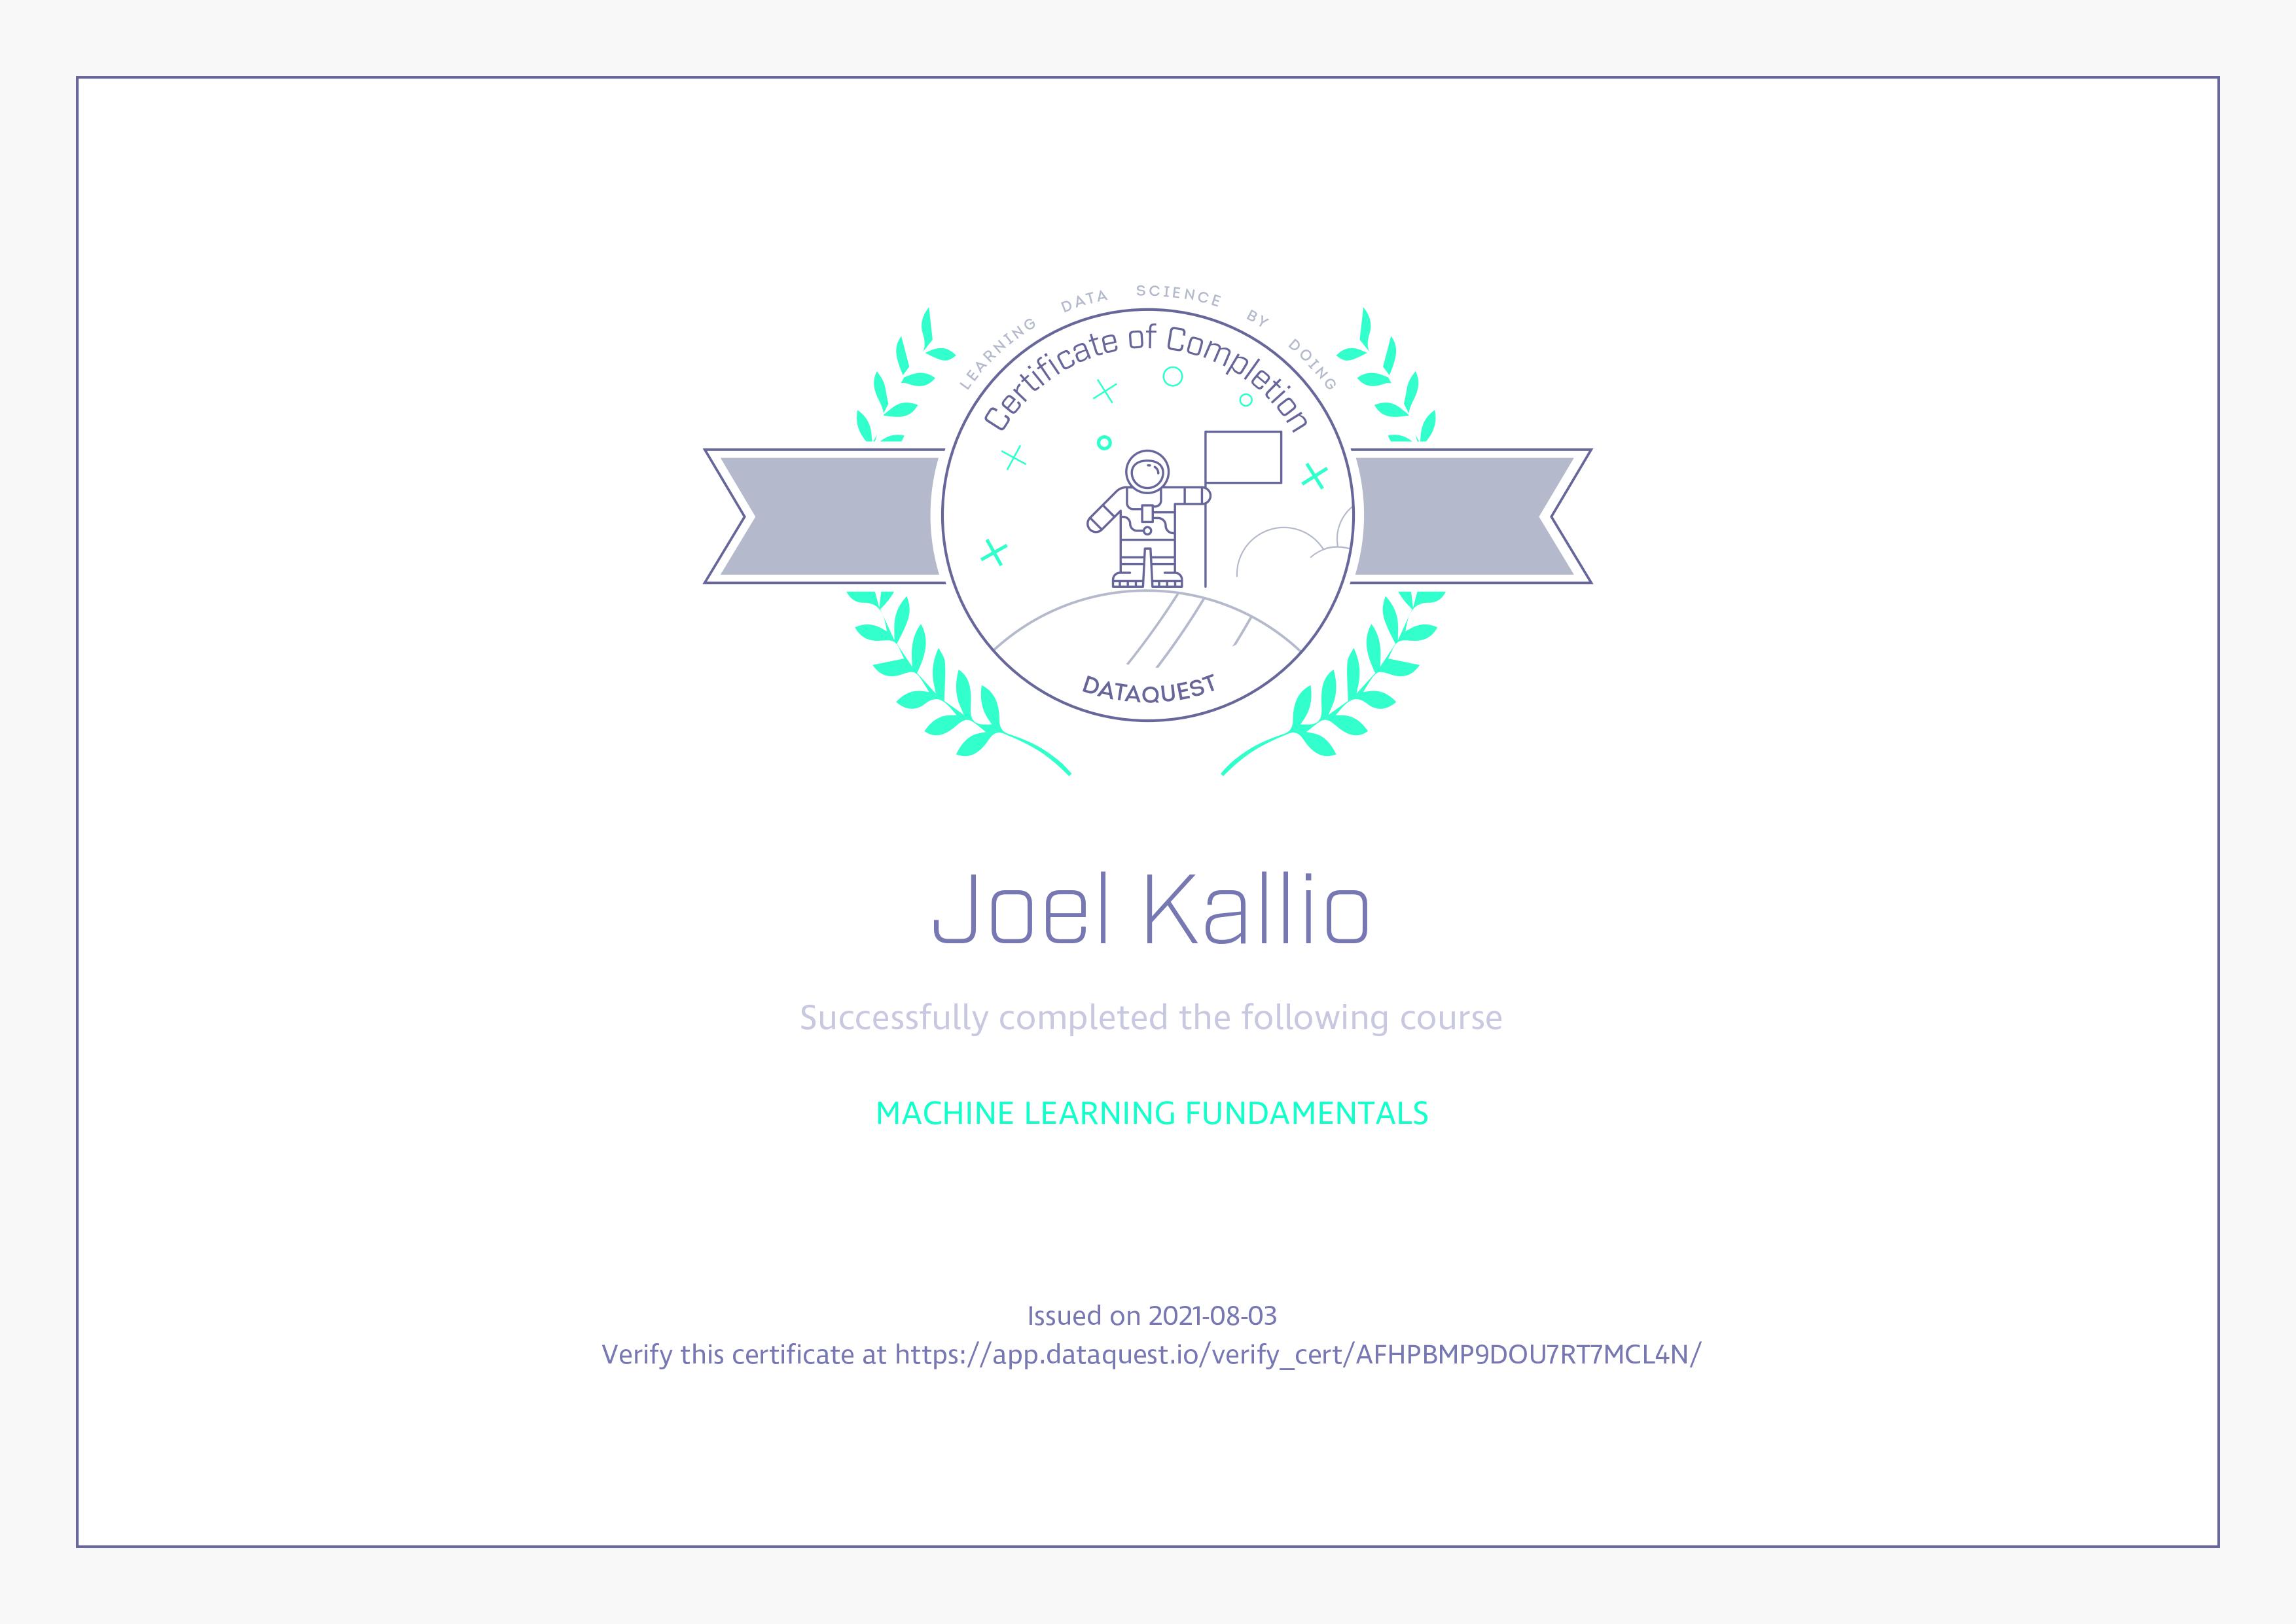 LEARNING DATA SCIENCE BY DOING
Certificate of Completion
DATAQUEST
Joel Kallio
Successfully completed the following course
MACHINE LEARNING FUNDAMENTALS
Issued on 2021-08-03
Verify this certificate at https://app.dataquest.io/verify_cert/AFHPBMP9DOU7RT7MCL4N/